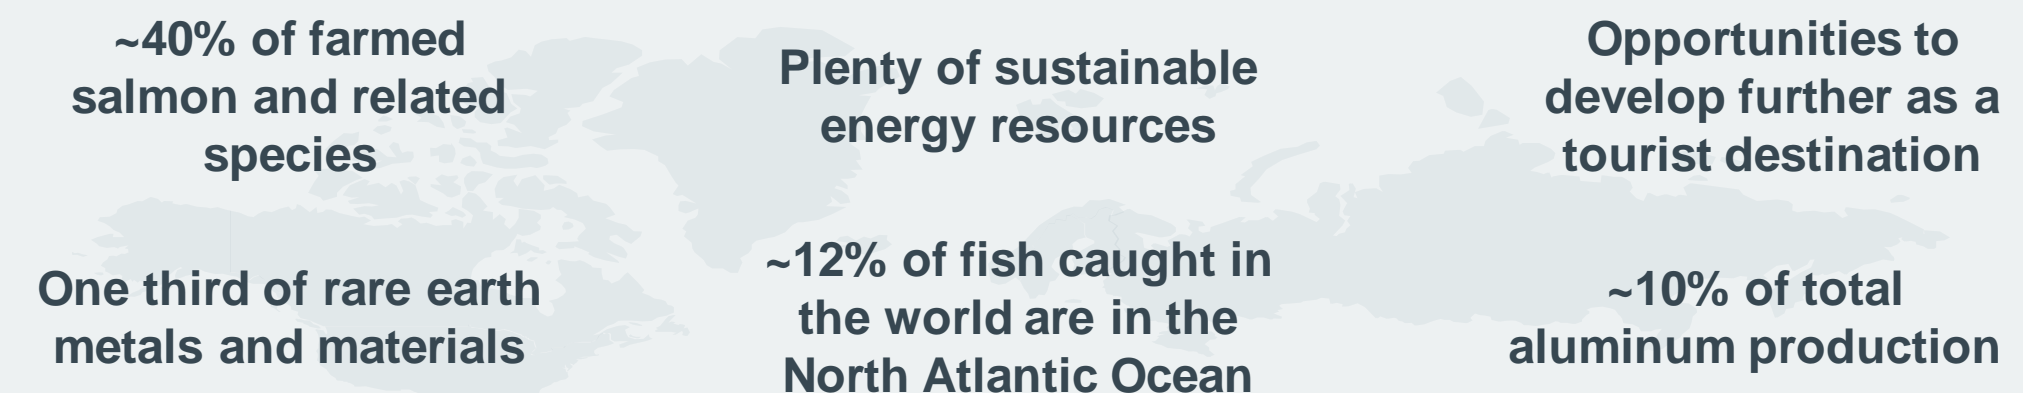 ~40% of farmed
salmon and related
species
Plenty of sustainable
energy resources
Opportunities to
develop further as a
tourist destination
One third of rare earth
metals and materials
~12% of fish caught in
the world are in the
North Atlantic Ocean
~10% of total
aluminum production